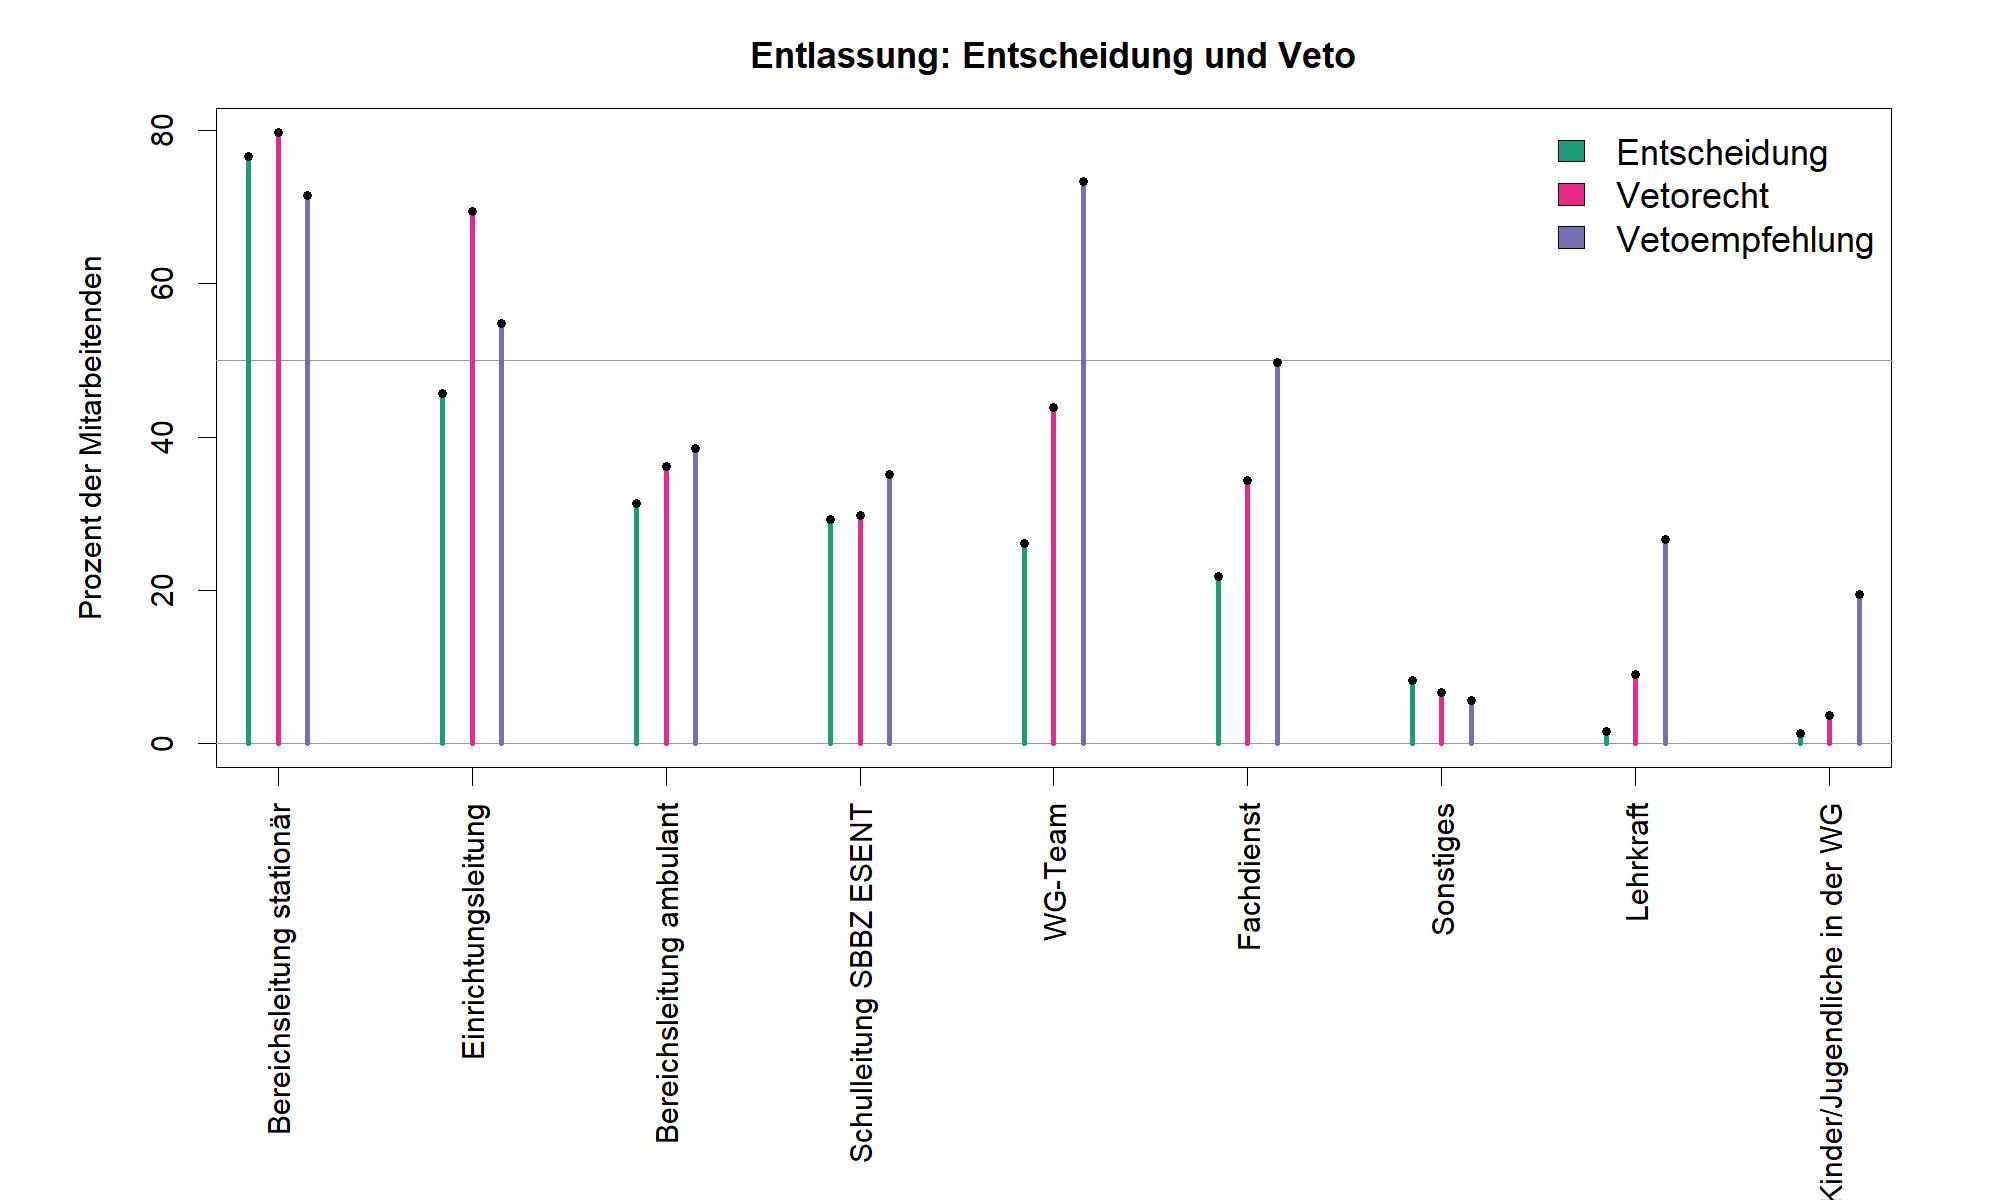 Entlassung: Entscheidung und Veto
Prozent der Mitarbeitenden
80
60
40
20
0
Entscheidung
Vetorecht
Vetoempfehlung
Bereichsleitung stationär
Einrichtungsleitung
Bereichsleitung ambulant
Schulleitung SBBZ ESENT
WG-Team
Fachdienst
Sonstiges
Lehrkraft
Kinder/Jugendliche in der WG